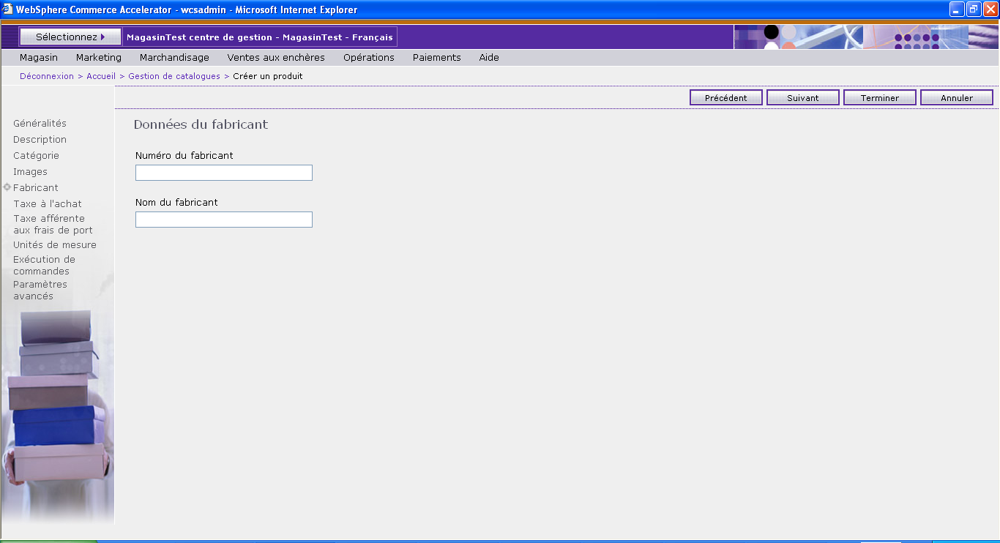 WebSphere Commerce Accelerator - wcsadmin - Microsoft Internet Explorer
Sélectionnez
MagasinTest centre de gestion - MagasinTest - Français
Magasin Marketing Marchandisage Ventes aux enchères Opérations Paiements Aide
Déconnexion > Accueil > Gestion de catalogues > Créer un produit
Précédent Suivant Terminer Annuler
Généralités
Description
Catégorie
Images
Fabricant
Taxe à l'achat
Taxe afférente
aux frais de port
Unités de mesure
Exécution de
commandes
Paramètres
avancés
Données du fabricant
Numéro du fabricant
Nom du fabricant